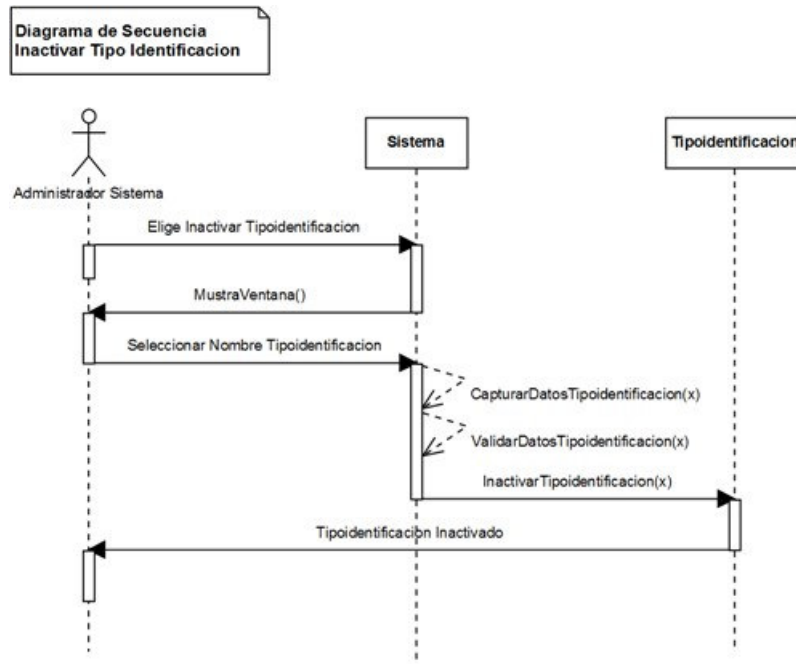 Diagrama de Secuencia
Inactivar Tipo Identificacion
Sistema
Tipoidentificacion
Administrador Sistema
Elige Inactivar Tipoidentificacion
MustraVentana()
Seleccionar Nombre Tipoidentificacion
CapturarDatosTipoidentificacion(x)
ValidarDatosTipoidentificacion(x)
InactivarTipoidentificacion(x)
Tipoidentificacion Inactivado